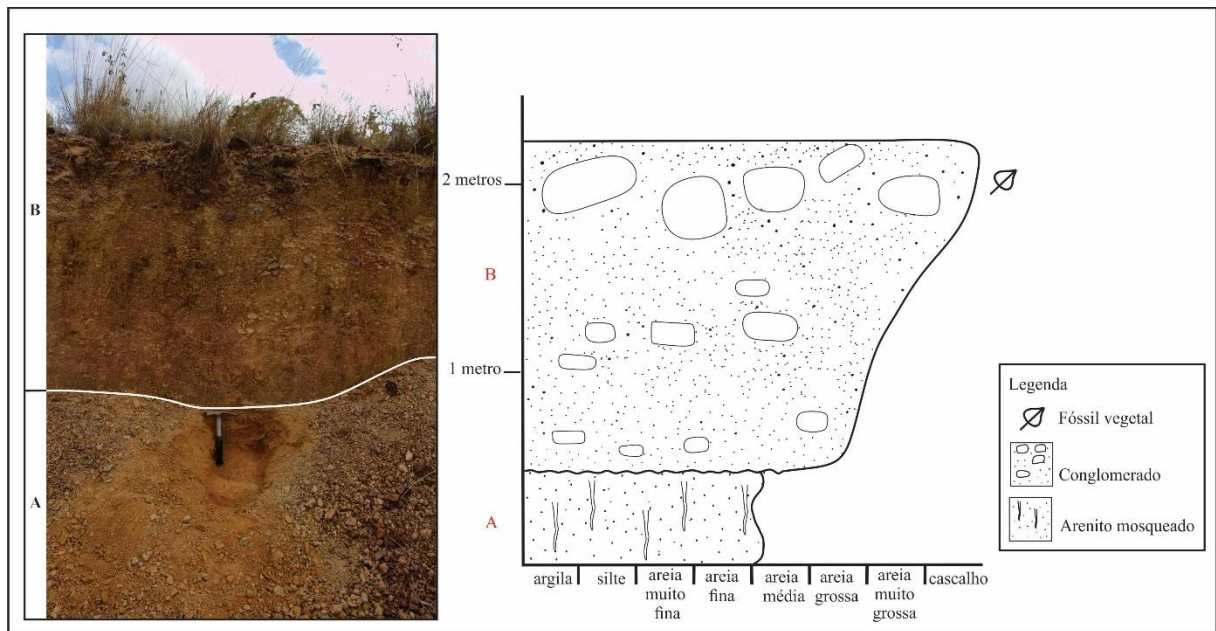 B
A
2 metros
B
1 metro
A
argila
silte
areia
muito
fina
areia
fina
areia
média
areia
grossa
areia
muito
grossa
cascalho
Legenda
Fóssil vegetal
Conglomerado
Arenito mosqueado